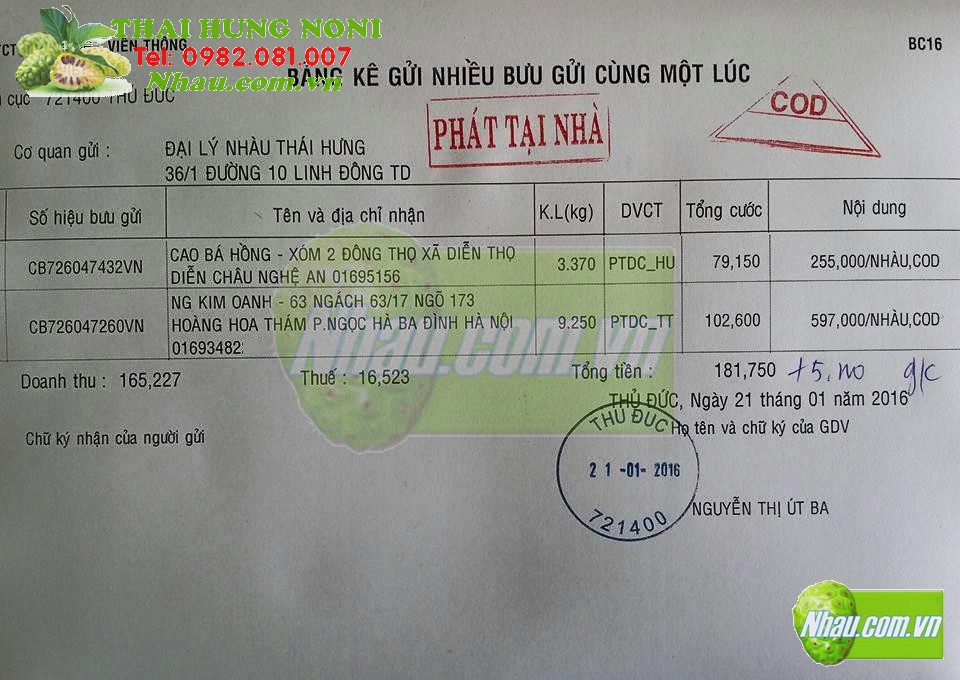 THAI HUNG NONI
VIỄN THÔNG
BC16
Tel: 0982.081.007
Nhau.com.vn
BẢNG KÊ GỬI NHIỀU BƯU GỬI CÙNG MỘT LÚC
cục 721400 THỦ ĐỨC
PHÁT TẠI NHÀ
COD
Cơ quan gửi : ĐẠI LÝ NHÀU THÁI HƯNG
36/1 ĐƯỜNG 10 LINH ĐÔNG TD
Số hiệu bưu gửi Tên và địa chỉ nhận K.L(kg) DVCT Tổng cước Nội dung
CB726047432VN CAO BÁ HỒNG - XÓM 2 ĐÔNG THỌ XÃ DIỄN THỌ 3.370 PTDC_HU 79,150 255,000/NHÀU,COD
DIỄN CHÂU NGHỆ AN 01695156
CB726047260VN NG KIM OANH - 63 NGÁCH 63/17 NGÕ 173 9.250 PTDC_TT 102,600 597,000/NHÀU,COD
HOÀNG HOA THÁM P.NGỌC HÀ BA ĐÌNH HÀ NỘI
01693482
Nhau.com.vn
Doanh thu : 165,227 Thuế : 16,523 Tổng tiền : 181,750
THỦ ĐỨC, Ngày 21 tháng 01 năm 2016
Chữ ký nhận của người gửi Họ tên và chữ ký của GDV
THỦ ĐỨC
21-01-2016
721400
NGUYỄN THỊ ÚT BA
Nhau.com.vn